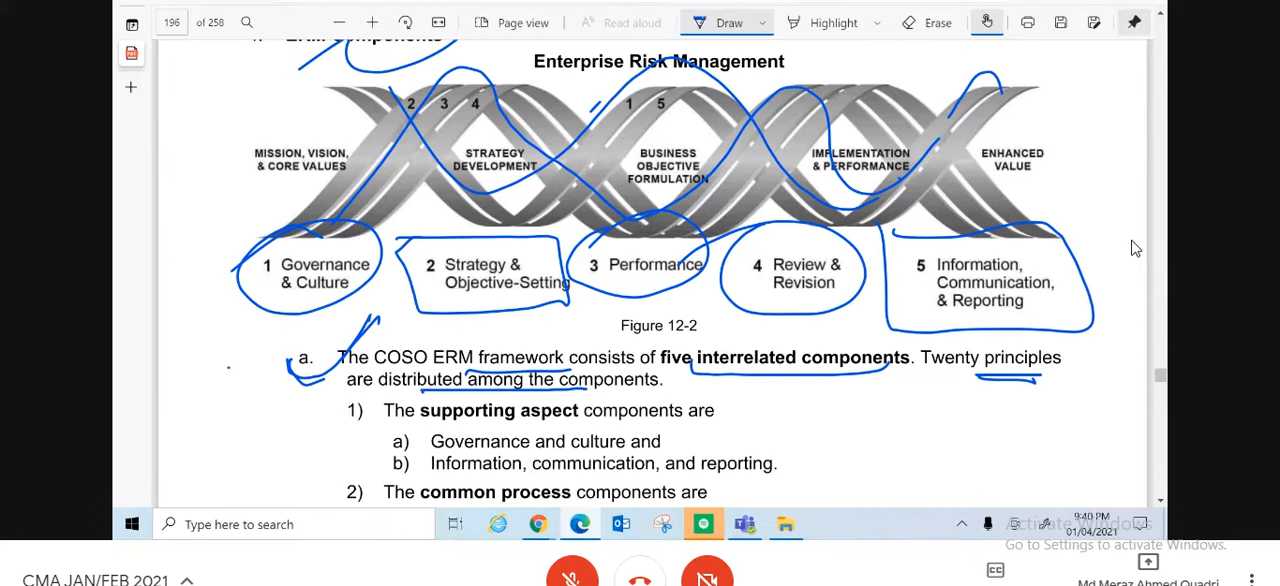 196 of 258 Page view Read aloud Draw Highlight Erase
ERM Components
Enterprise Risk Management
2 3 4 1 5
MISSION, VISION, & CORE VALUES
STRATEGY DEVELOPMENT
BUSINESS OBJECTIVE FORMULATION
IMPLEMENTATION & PERFORMANCE
ENHANCED VALUE
1 Governance & Culture
2 Strategy & Objective-Setting
3 Performance
4 Review & Revision
5 Information, Communication, & Reporting
Figure 12-2
a. The COSO ERM framework consists of five interrelated components. Twenty principles
are distributed among the components.
1) The supporting aspect components are
a) Governance and culture and
b) Information, communication, and reporting.
2) The common process components are
Type here to search
9:40 PM
01/04/2021
Activate Windows
Go to Settings to activate Windows.
CMA JAN/FEB 2021
Md Meraz Ahmed Quadri